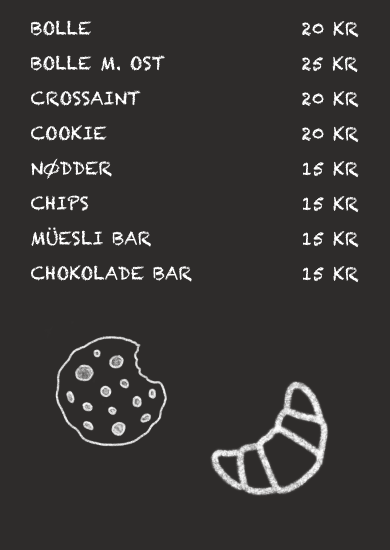 BOLLE 20 KR
BOLLE M. OST 25 KR
CROSSAINT 20 KR
COOKIE 20 KR
NØDDER 15 KR
CHIPS 15 KR
MÜESLI BAR 15 KR
CHOKOLADE BAR 15 KR